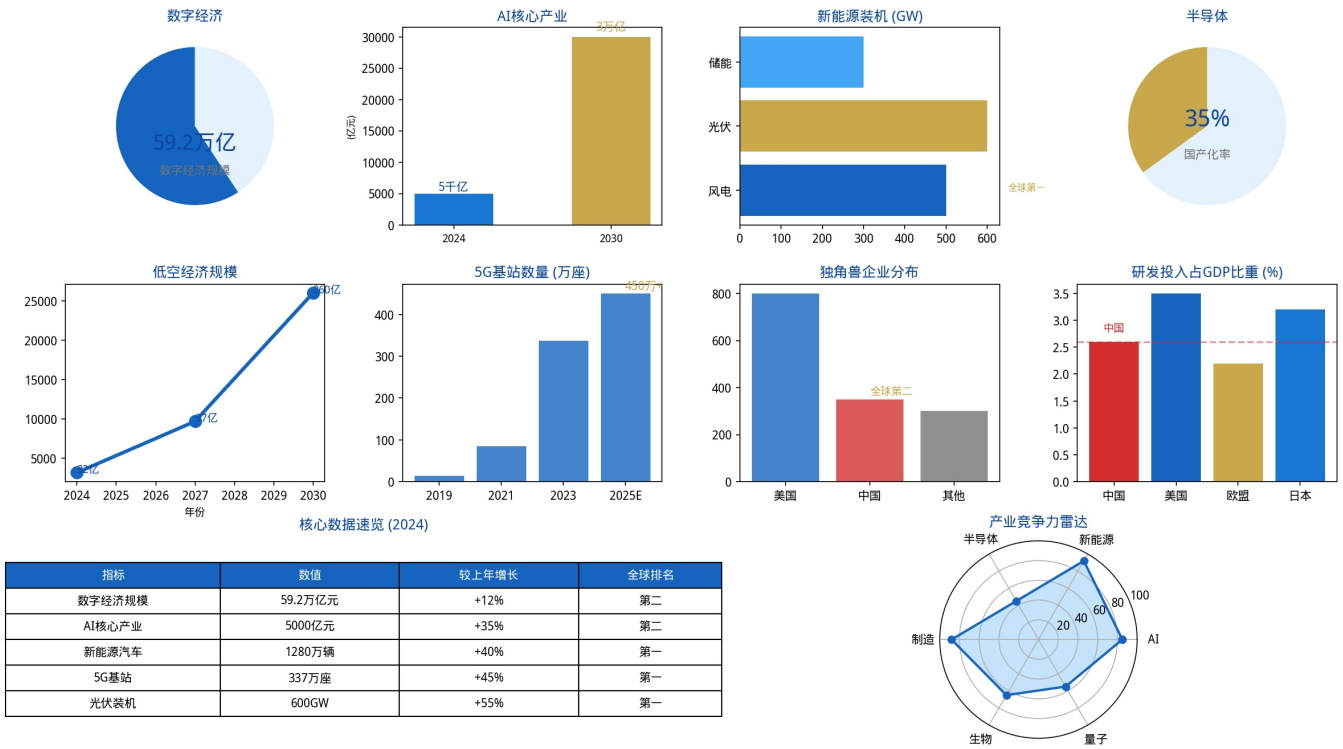 数字经济
59.2万亿
数字经济规模
AI核心产业
(亿元)
30000
25000
20000
15000
10000
5000
0
3万亿
5千亿
2024 2030
新能源装机 (GW)
储能
光伏
风电
全球第一
0 100 200 300 400 500 600
半导体
35%
国产化率
低空经济规模
25000
20000
15000
10000
5000
60亿
7亿
2亿
2024 2025 2026 2027 2028 2029 2030
年份
5G基站数量 (万座)
450万+
400
300
200
100
0
2019 2021 2023 2025E
独角兽企业分布
800
600
400
200
0
全球第二
美国 中国 其他
研发投入占GDP比重 (%)
3.5
3.0
2.5
2.0
1.5
1.0
0.5
0.0
中国
中国 美国 欧盟 日本
核心数据速览 (2024)
指标 数值 较上年增长 全球排名
数字经济规模 59.2万亿元 +12% 第二
AI核心产业 5000亿元 +35% 第二
新能源汽车 1280万辆 +40% 第一
5G基站 337万座 +45% 第一
光伏装机 600GW +55% 第一
产业竞争力雷达
半导体 新能源
制造 AI
生物 量子
20 40 60 80 100